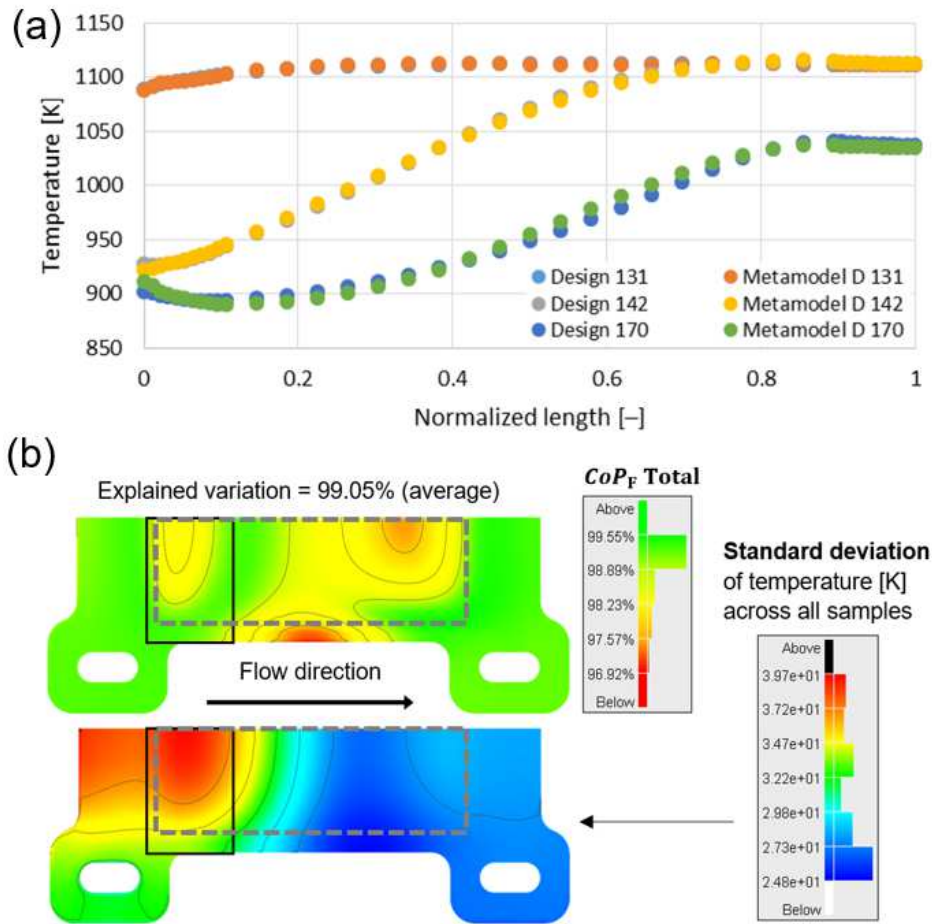 (a)
1150
1100
1050
1000
950
900
850
Temperature [K]
Design 131
Metamodel D 131
Design 142
Metamodel D 142
Design 170
Metamodel D 170
0
0.2
0.4
0.6
0.8
1
Normalized length [–]
(b)
Explained variation = 99.05% (average)
CoP_F Total
Above
99.55%
98.89%
98.23%
97.57%
96.92%
Below
Flow direction
Standard deviation
of temperature [K]
across all samples
Above
3.97e+01
3.72e+01
3.47e+01
3.22e+01
2.98e+01
2.73e+01
2.48e+01
Below